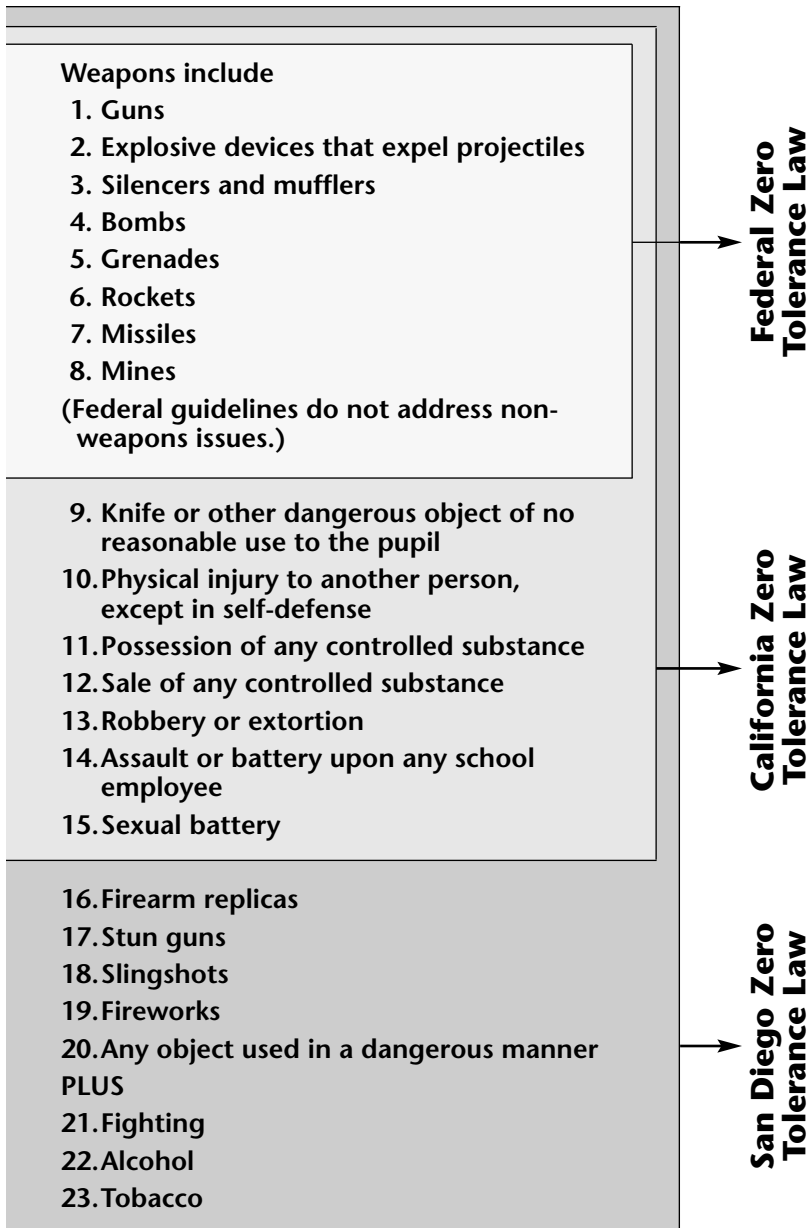 Weapons include
1. Guns
2. Explosive devices that expel projectiles
3. Silencers and mufflers
4. Bombs
5. Grenades
6. Rockets
7. Missiles
8. Mines
(Federal guidelines do not address non-
weapons issues.)
Federal Zero
Tolerance Law
9. Knife or other dangerous object of no
reasonable use to the pupil
10. Physical injury to another person,
except in self-defense
11. Possession of any controlled substance
12. Sale of any controlled substance
13. Robbery or extortion
14. Assault or battery upon any school
employee
15. Sexual battery
California Zero
Tolerance Law
16. Firearm replicas
17. Stun guns
18. Slingshots
19. Fireworks
20. Any object used in a dangerous manner
PLUS
21. Fighting
22. Alcohol
23. Tobacco
San Diego Zero
Tolerance Law